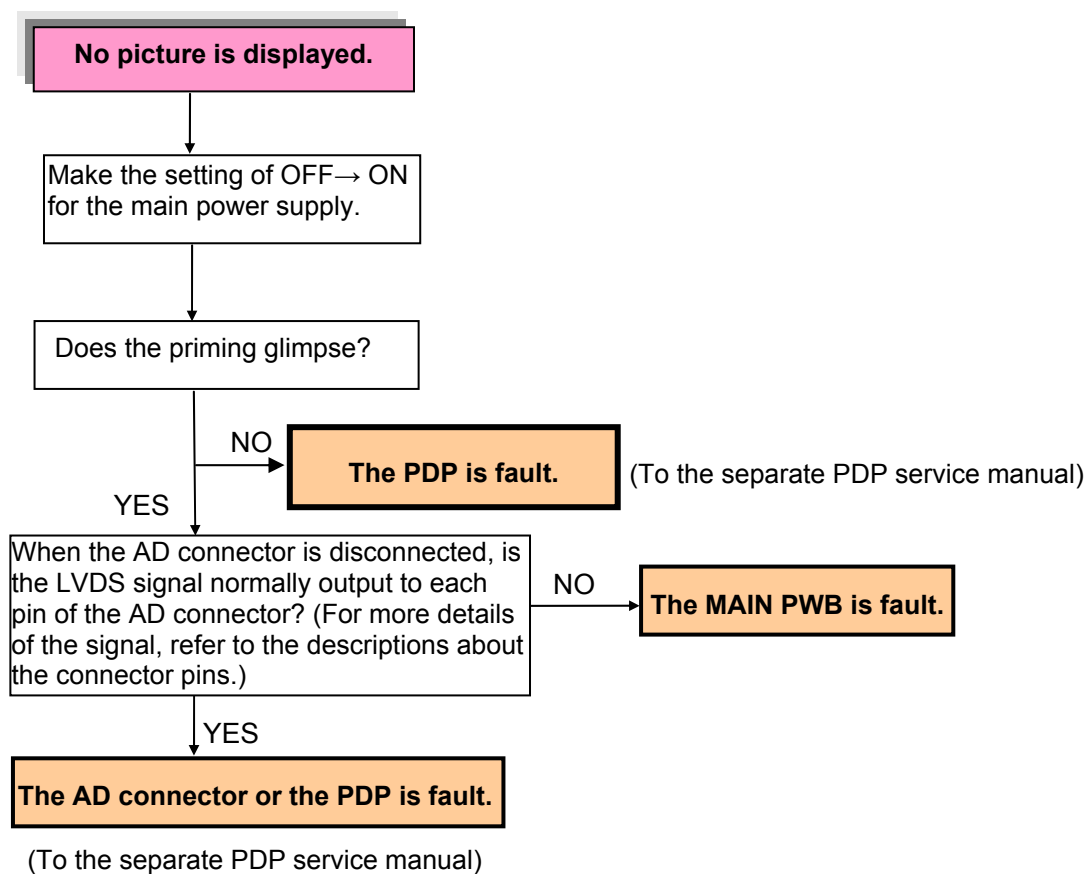 No picture is displayed.
Make the setting of OFF→ ON
for the main power supply.
Does the priming glimpse?
NO
The PDP is fault.
(To the separate PDP service manual)
YES
When the AD connector is disconnected, is
the LVDS signal normally output to each
pin of the AD connector? (For more details
of the signal, refer to the descriptions about
the connector pins.)
NO
The MAIN PWB is fault.
YES
The AD connector or the PDP is fault.
(To the separate PDP service manual)